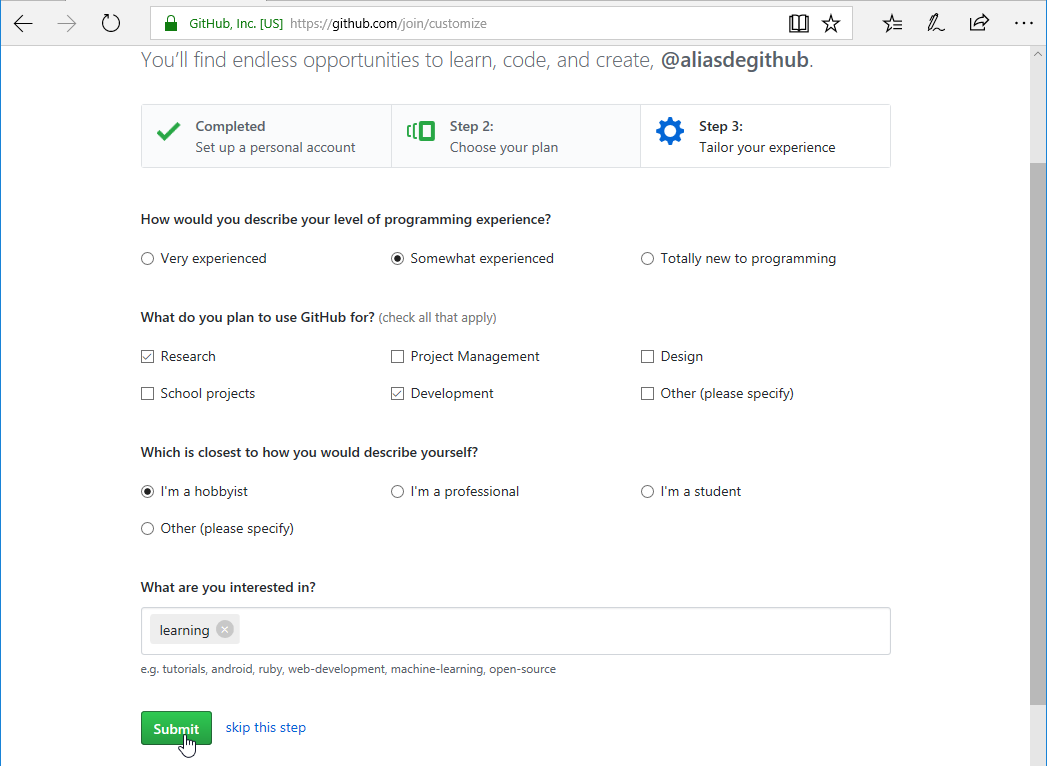 GitHub, Inc. [US] https://github.com/join/customize
You'll find endless opportunities to learn, code, and create, @aliasdegithub.
Completed
Set up a personal account
Step 2:
Choose your plan
Step 3:
Tailor your experience
How would you describe your level of programming experience?
Very experienced Somewhat experienced Totally new to programming
What do you plan to use GitHub for? (check all that apply)
Research Project Management Design
School projects Development Other (please specify)
Which is closest to how you would describe yourself?
I'm a hobbyist I'm a professional I'm a student
Other (please specify)
What are you interested in?
learning
e.g. tutorials, android, ruby, web-development, machine-learning, open-source
Submit skip this step